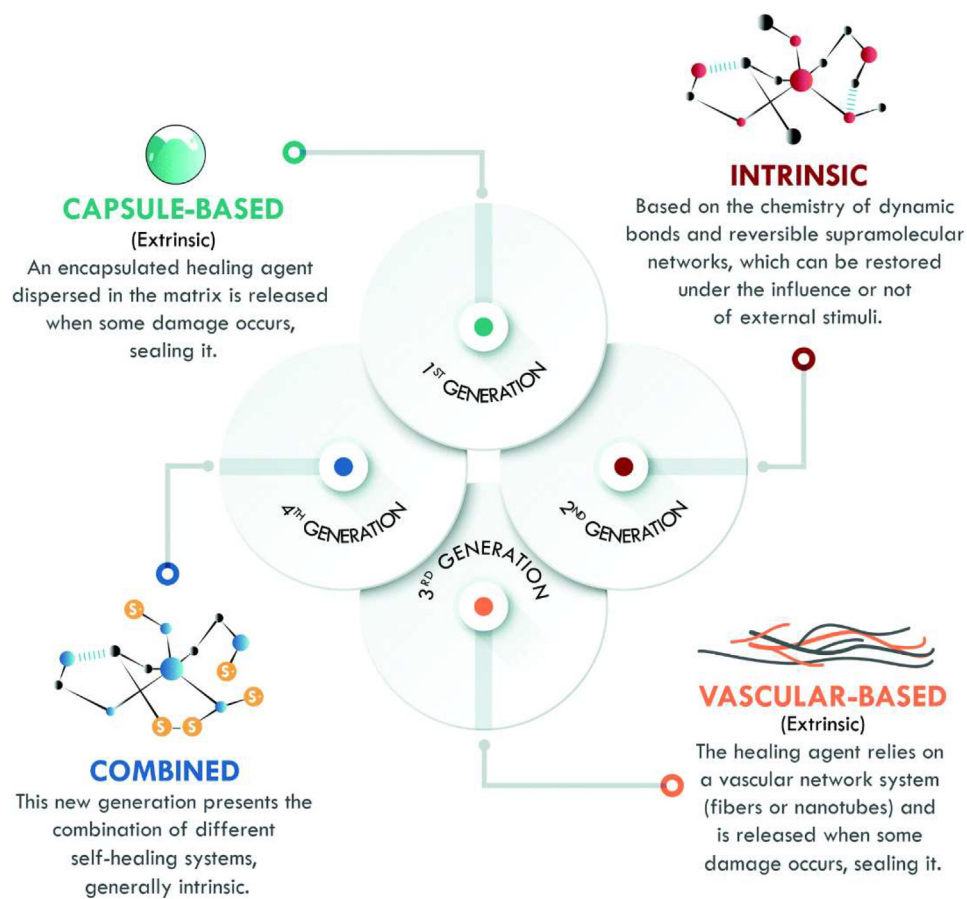 CAPSULE-BASED
(Extrinsic)
An encapsulated healing agent
dispersed in the matrix is released
when some damage occurs,
sealing it.
INTRINSIC
Based on the chemistry of dynamic
bonds and reversible supramolecular
networks, which can be restored
under the influence or not
of external stimuli.
1ST GENERATION
4TH GENERATION
2ND GENERATION
3RD GENERATION
S·
S·
S·
S–S
COMBINED
This new generation presents the
combination of different
self-healing systems,
generally intrinsic.
VASCULAR-BASED
(Extrinsic)
The healing agent relies on
a vascular network system
(fibers or nanotubes) and
is released when some
damage occurs, sealing it.